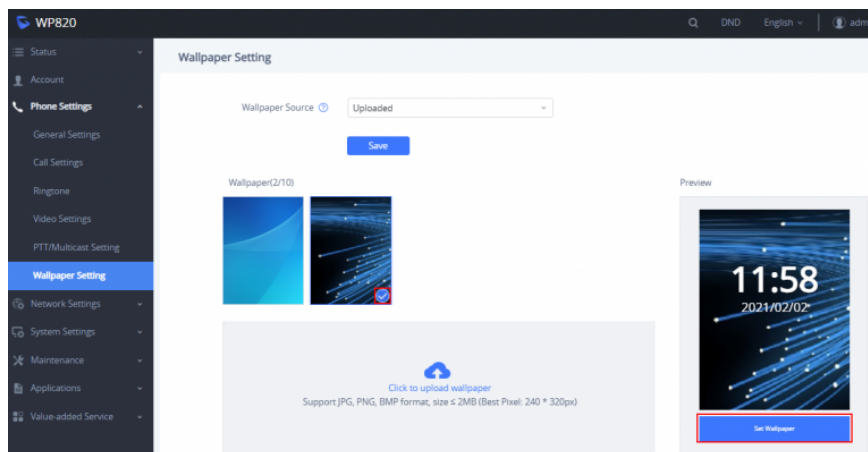 WP820
DND
English
adm
Status
Account
Phone Settings
General Settings
Call Settings
Ringtone
Video Settings
PTT/Multicast Setting
Wallpaper Setting
Network Settings
System Settings
Maintenance
Applications
Value-added Service
Wallpaper Setting
Wallpaper Source
Uploaded
Save
Wallpaper(2/10)
Click to upload wallpaper
Support JPG, PNG, BMP format, size ≤ 2MB (Best Pixel: 240 * 320px)
Preview
11:58
2021/02/02
Set Wallpaper